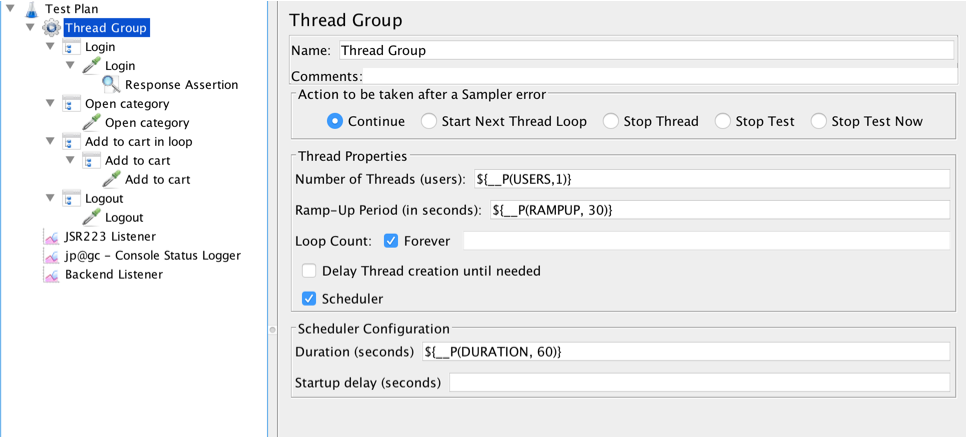 Test Plan
Thread Group
Login
Login
Response Assertion
Open category
Open category
Add to cart in loop
Add to cart
Add to cart
Logout
Logout
JSR223 Listener
jp@gc - Console Status Logger
Backend Listener
Thread Group
Name: Thread Group
Comments:
Action to be taken after a Sampler error
Continue Start Next Thread Loop Stop Thread Stop Test Stop Test Now
Thread Properties
Number of Threads (users): ${__P(USERS,1)}
Ramp-Up Period (in seconds): ${__P(RAMPUP, 30)}
Loop Count: Forever
Delay Thread creation until needed
Scheduler
Scheduler Configuration
Duration (seconds) ${__P(DURATION, 60)}
Startup delay (seconds)